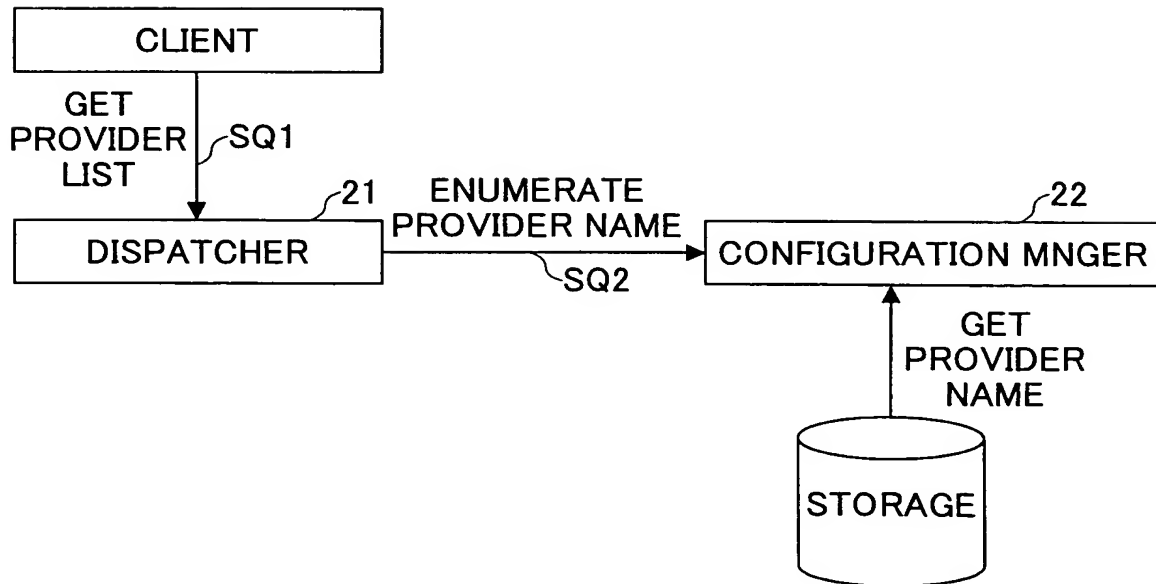 CLIENT
GET
PROVIDER
LIST
SQ1
21
DISPATCHER
ENUMERATE
PROVIDER NAME
SQ2
22
CONFIGURATION MNGER
GET
PROVIDER
NAME
STORAGE